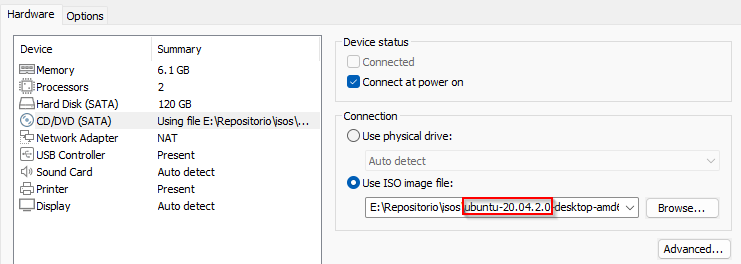 Hardware Options
Device Summary
Memory 6.1 GB
Processors 2
Hard Disk (SATA) 120 GB
CD/DVD (SATA) Using file E:\Repositorio\isos\...
Network Adapter NAT
USB Controller Present
Sound Card Auto detect
Printer Present
Display Auto detect
Device status
Connected
Connect at power on
Connection
Use physical drive:
Auto detect
Use ISO image file:
E:\Repositorio\isos ubuntu-20.04.2.0-desktop-amd6
Browse...
Advanced...